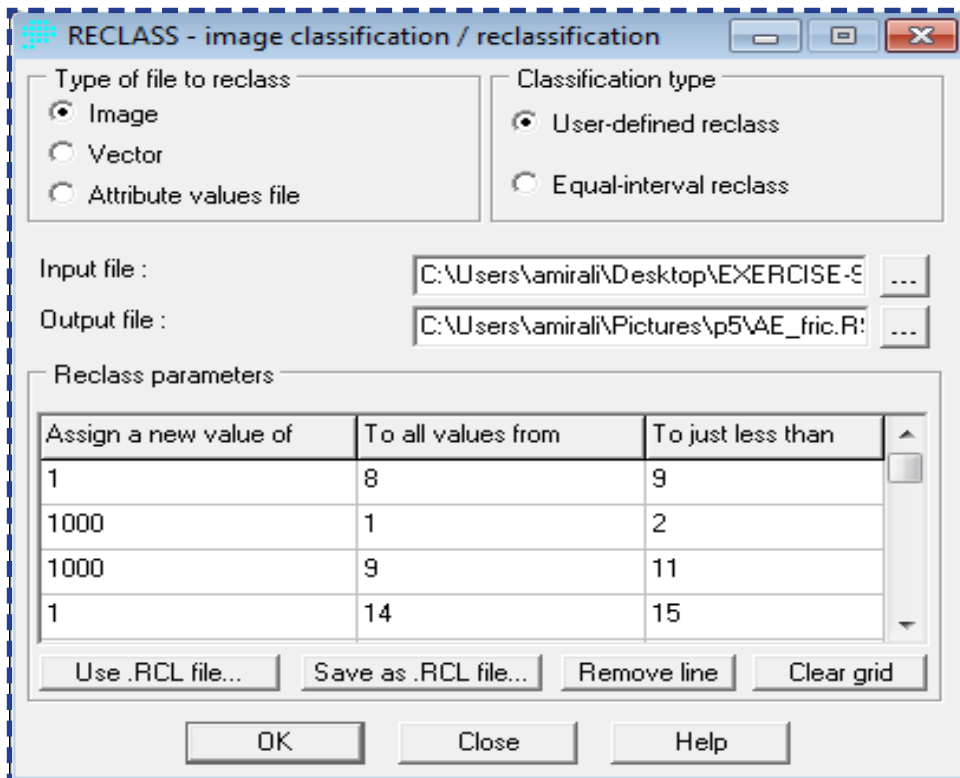 RECLASS - image classification / reclassification
Type of file to reclass
Image
Vector
Attribute values file
Classification type
User-defined reclass
Equal-interval reclass
Input file :
C:\Users\amirali\Desktop\EXERCISE-S
...
Output file :
C:\Users\amirali\Pictures\p5\AE_fric.RS
...
Reclass parameters
Assign a new value of To all values from To just less than
1 8 9
1000 1 2
1000 9 11
1 14 15
Use .RCL file... Save as .RCL file... Remove line Clear grid
OK Close Help